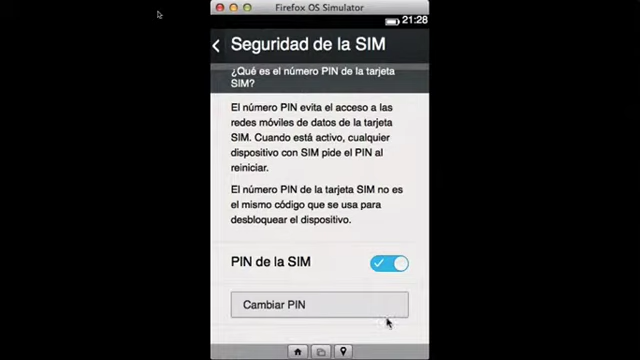 Firefox OS Simulator
21:28
Seguridad de la SIM
¿Qué es el número PIN de la tarjeta
SIM?
El número PIN evita el acceso a las
redes móviles de datos de la tarjeta
SIM. Cuando está activo, cualquier
dispositivo con SIM pide el PIN al
reiniciar.
El número PIN de la tarjeta SIM no es
el mismo código que se usa para
desbloquear el dispositivo.
PIN de la SIM
Cambiar PIN